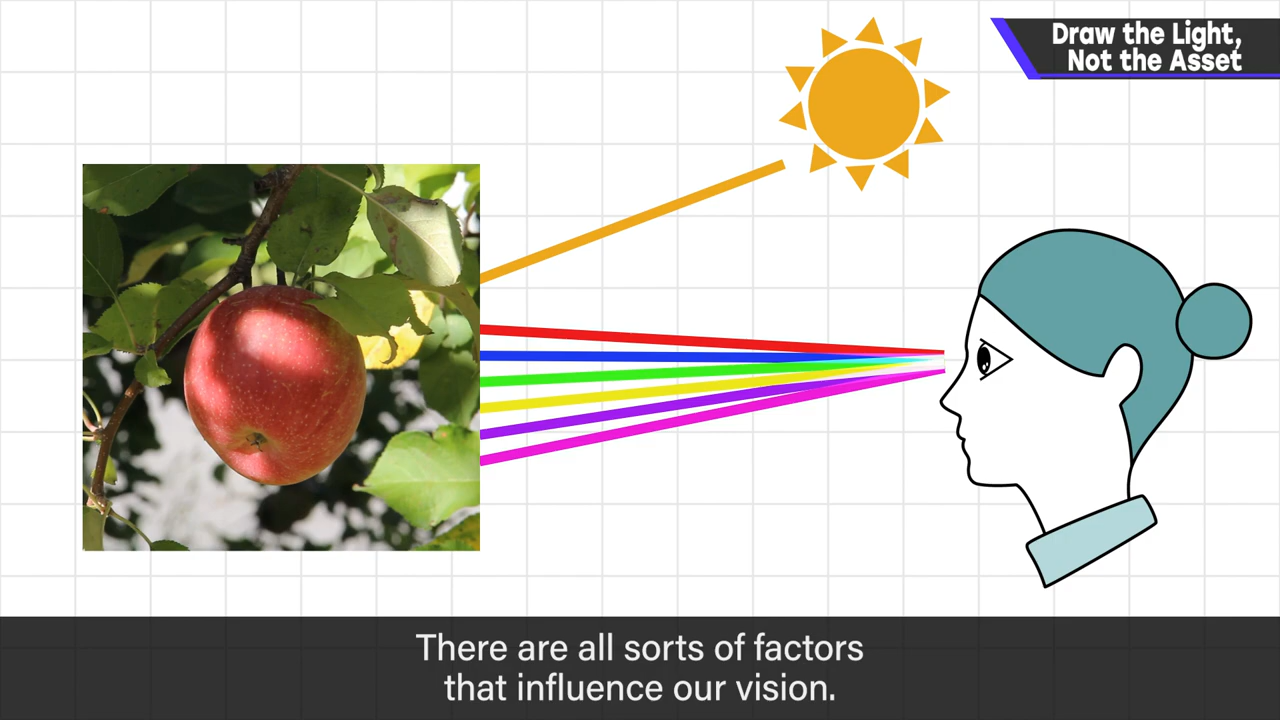 Draw the Light,
Not the Asset
There are all sorts of factors
that influence our vision.